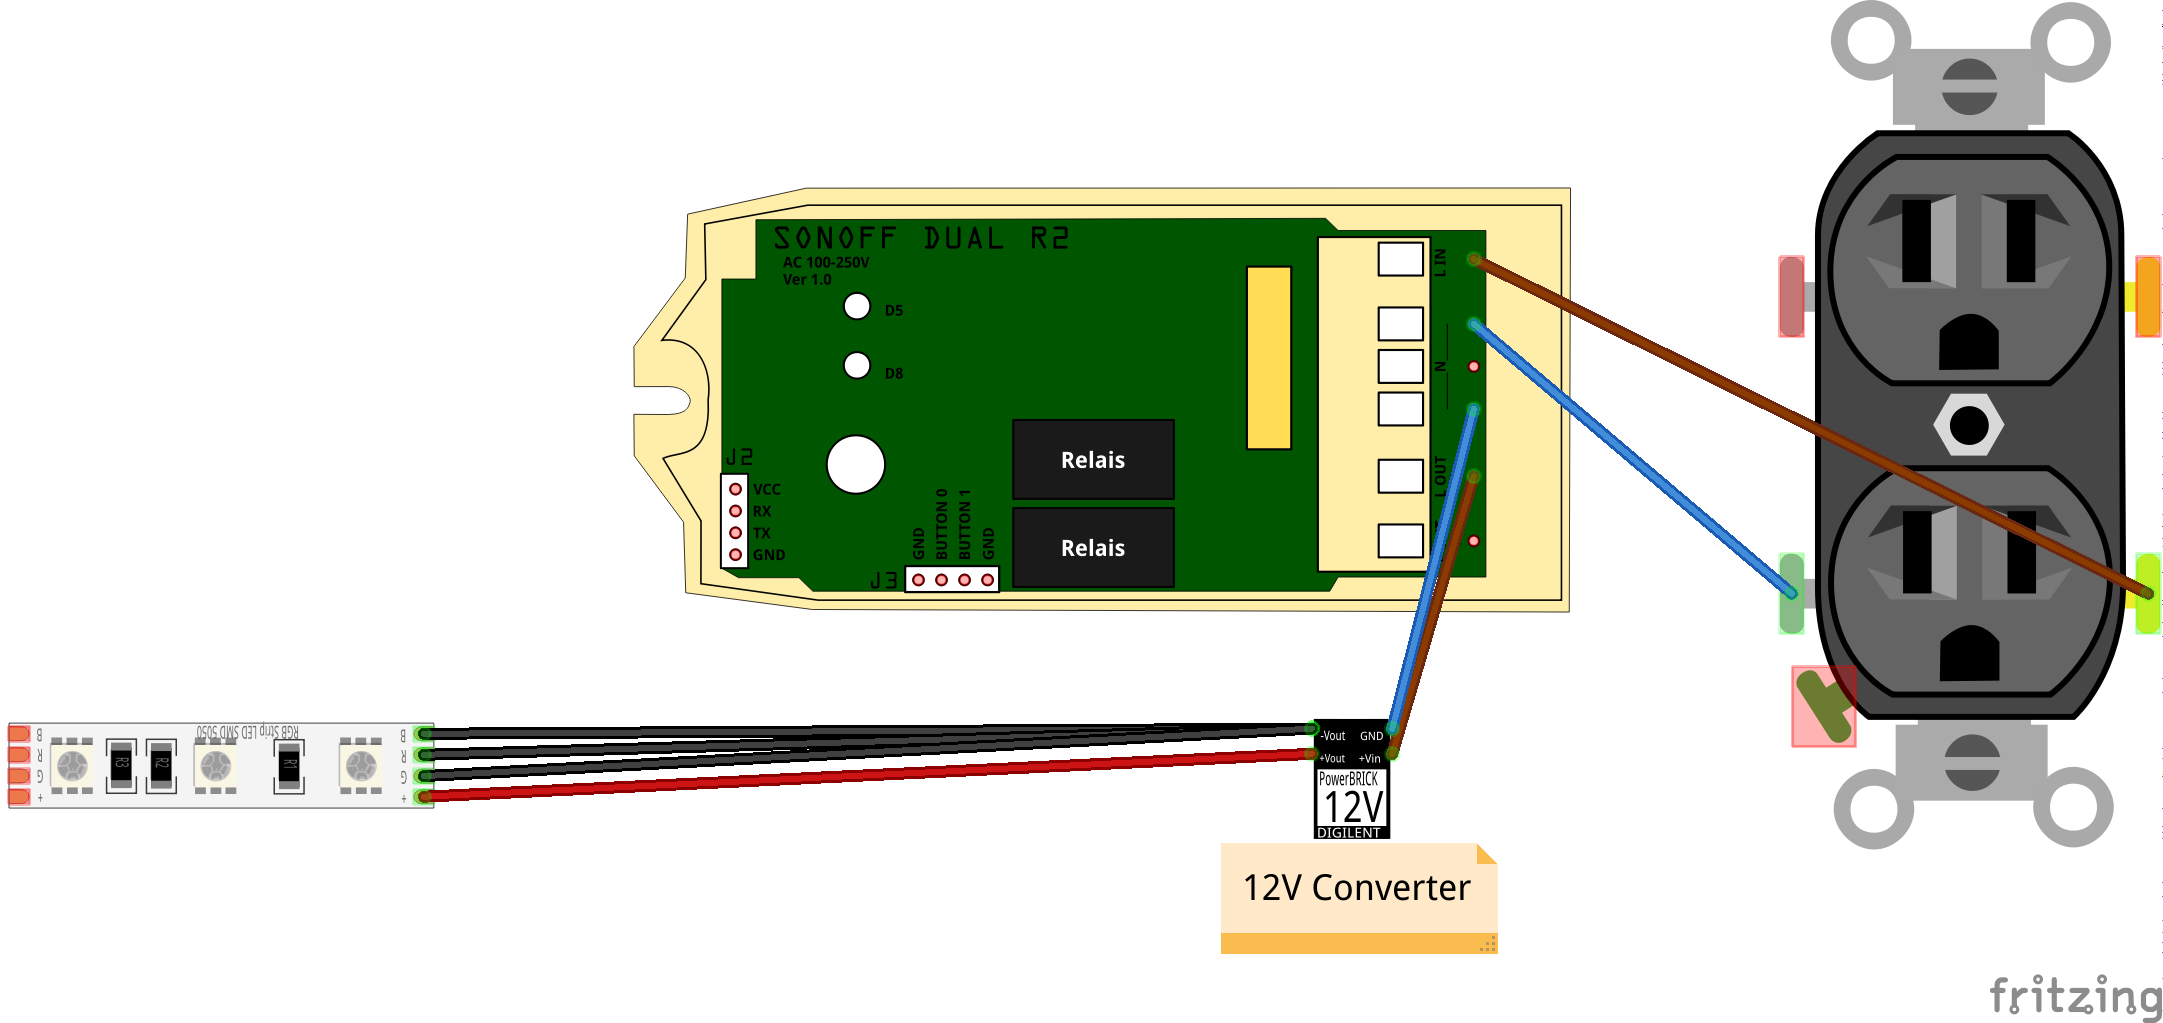 SONOFF DUAL R2
AC 100-250V
Ver 1.0
D5
D8
J2
VCC
RX
TX
GND
J3
GND
BUTTON 0
BUTTON 1
GND
Relais
Relais
L IN
N
L OUT
RGB Strip LED SMD 5050
B
R
G
+
R3
R2
R1
B
R
G
+
-Vout
GND
+Vout
+Vin
PowerBRICK
12V
DIGILENT
12V Converter
fritzing